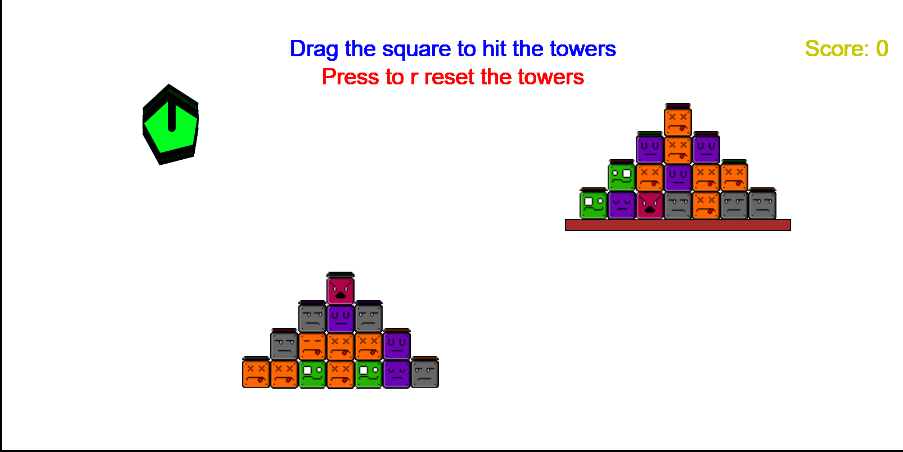 Drag the square to hit the towers
Score: 0
Press to r reset the towers